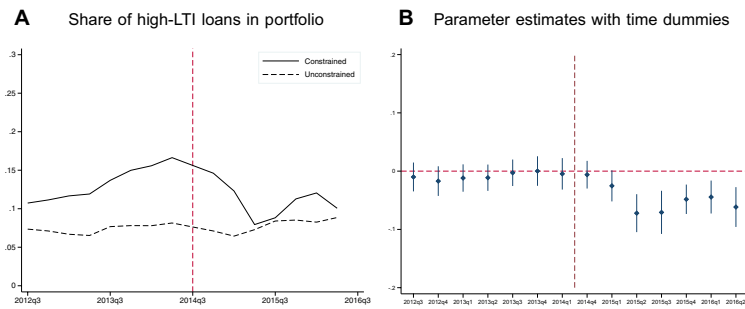 A Share of high-LTI loans in portfolio
.3
.25
.2
.15
.1
.05
0
Constrained
Unconstrained
2012q3 2013q3 2014q3 2015q3 2016q3
B Parameter estimates with time dummies
.2
.1
0
-.1
-.2
2012q3 2012q4 2013q1 2013q2 2013q3 2013q4 2014q1 2014q4 2015q1 2015q2 2015q3 2015q4 2016q1 2016q2